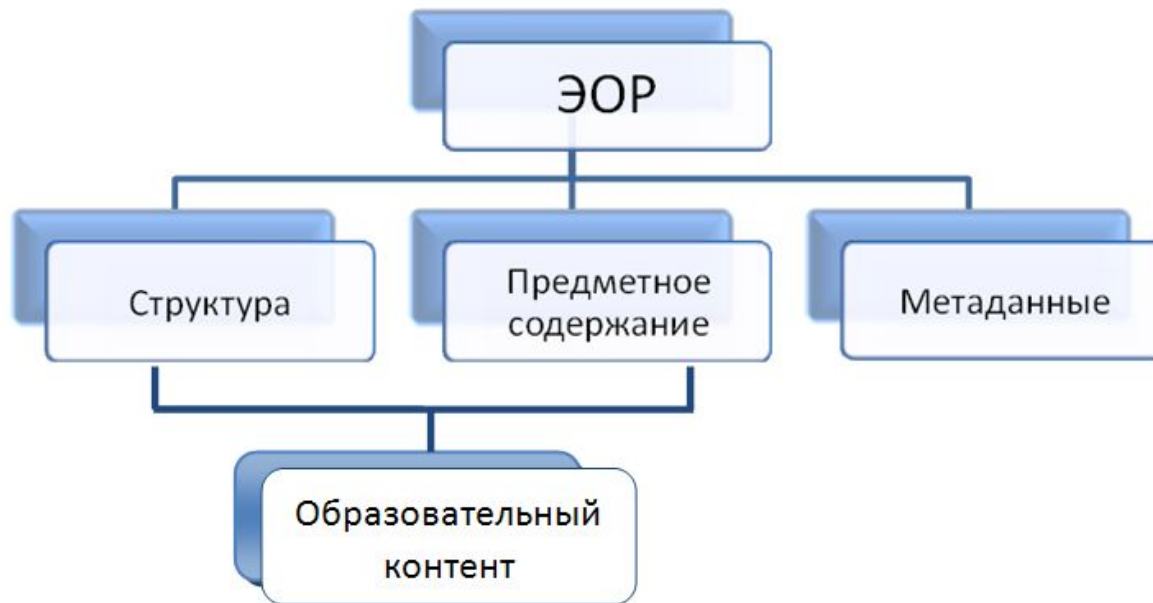 ЭОР
Структура
Предметное
содержание
Метаданные
Образовательный
контент